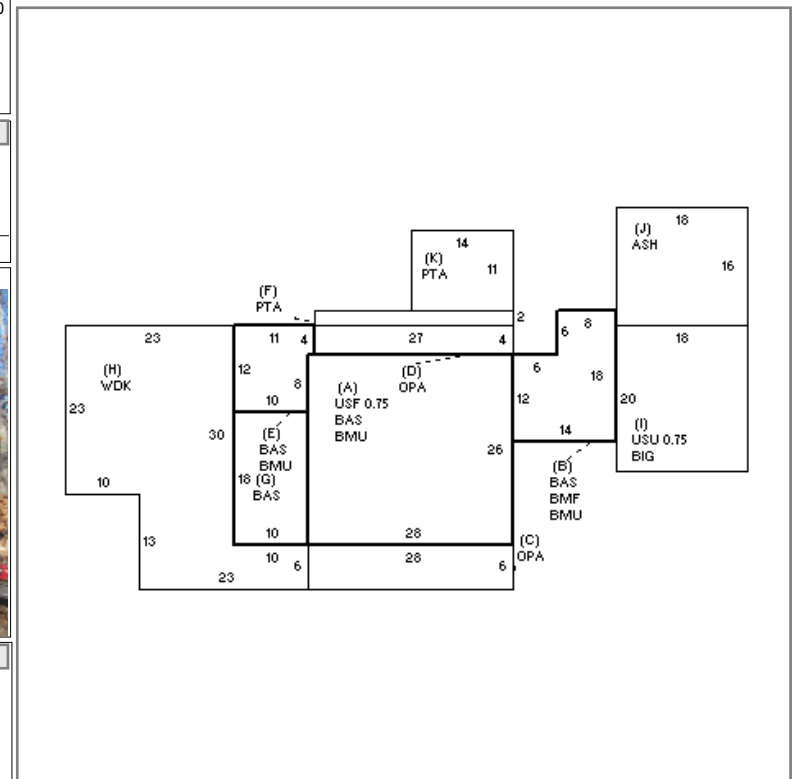 18
(J)
ASH
16
14
(K)
PTA
11
(F)
PTA
2
6 8
23
11 4
27
4
18
(H)
WDK
12
(D)
OPA
6
18
8
(A)
USF 0.75
BAS
BMU
23
10
12
20
30
(E)
BAS
BMU
14
(I)
USU 0.75
BIG
26
(B)
BAS
BMF
BMU
10
18 (G)
BAS
13
10
28
(C)
OPA
10
6
28
6
23